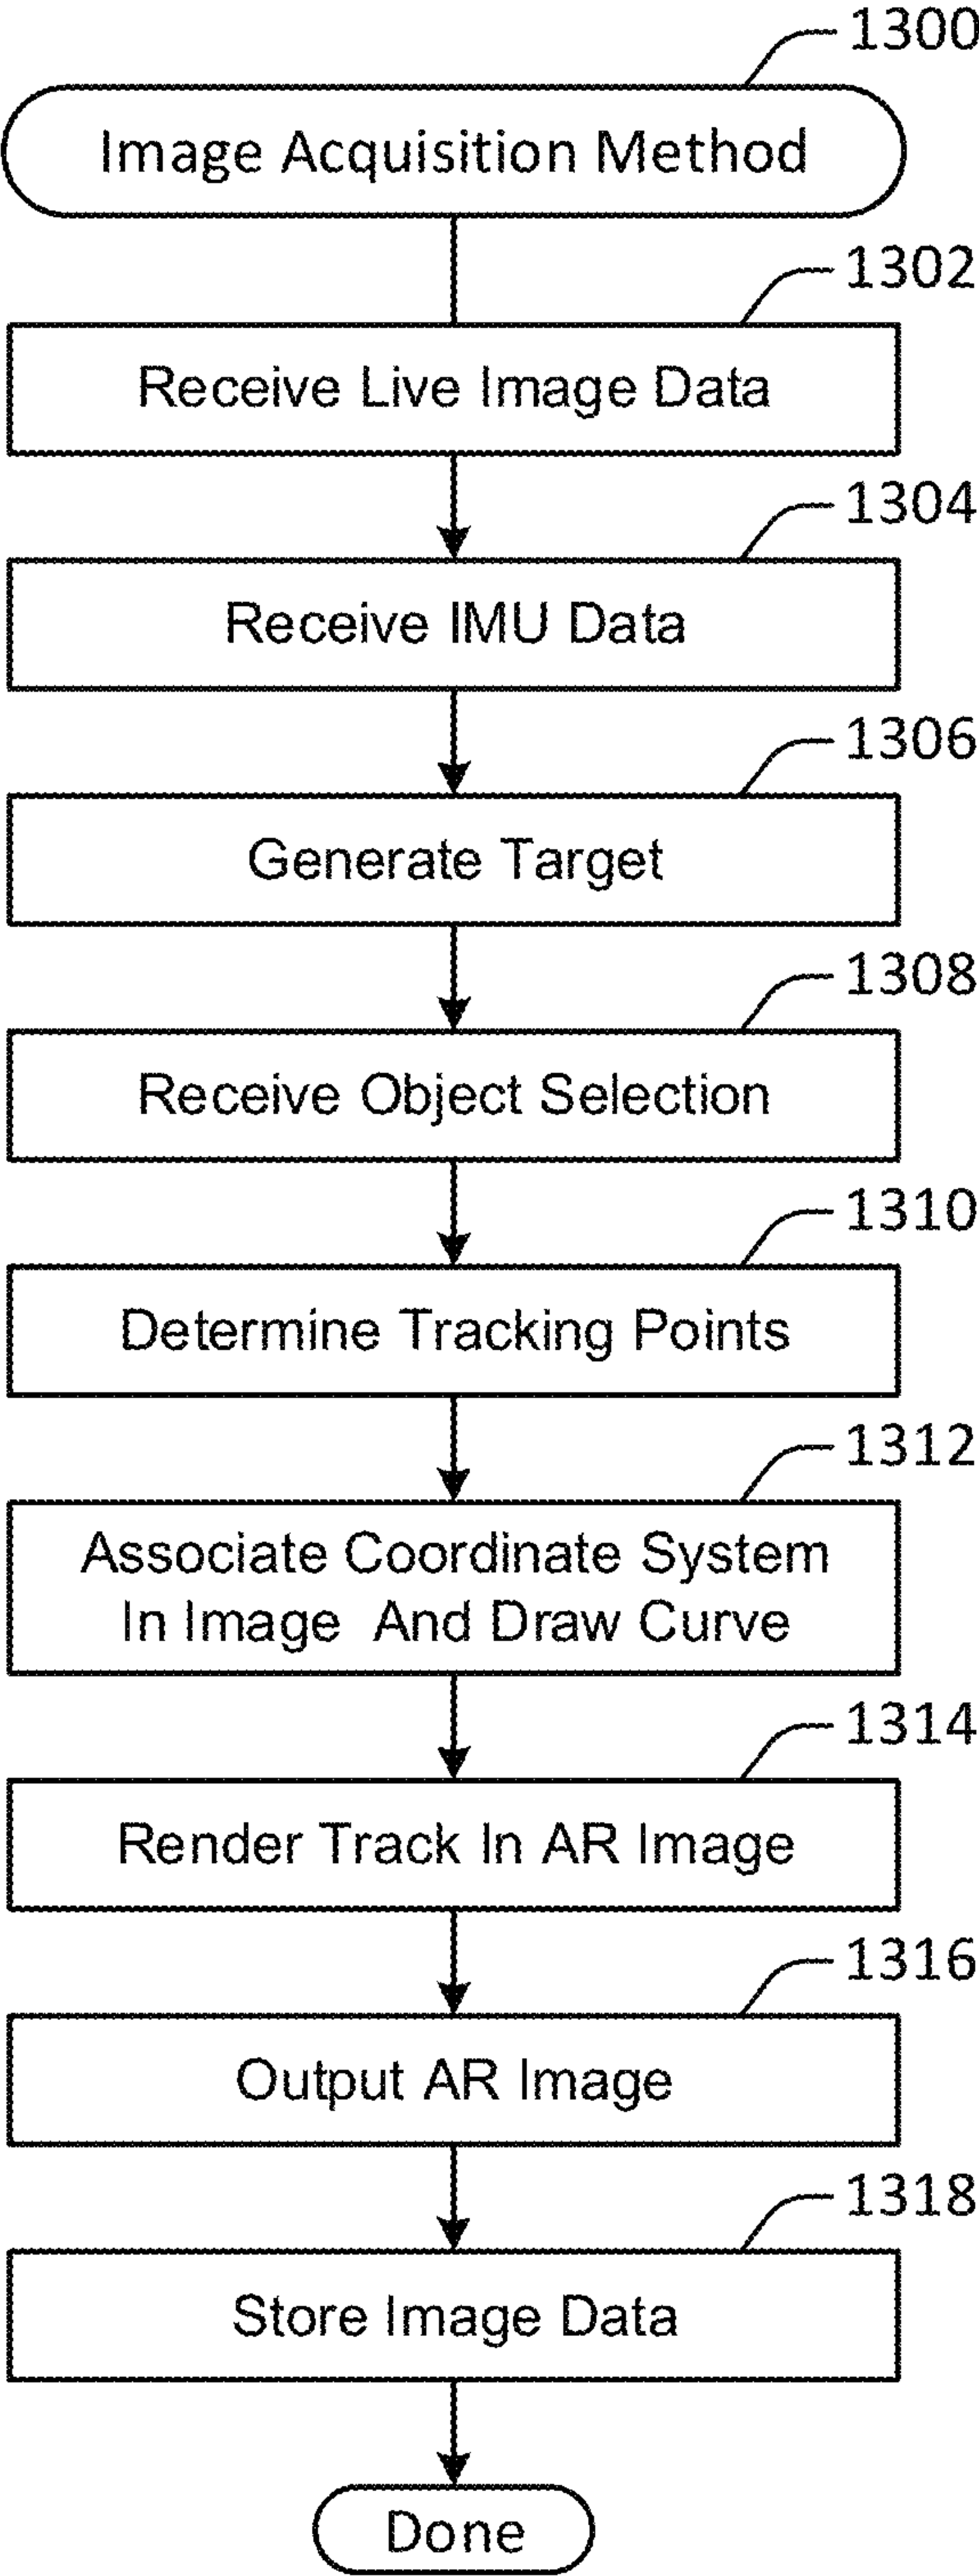 1300
Image Acquisition Method
1302
Receive Live Image Data
1304
Receive IMU Data
1306
Generate Target
1308
Receive Object Selection
1310
Determine Tracking Points
1312
Associate Coordinate System
In Image And Draw Curve
1314
Render Track In AR Image
1316
Output AR Image
1318
Store Image Data
Done